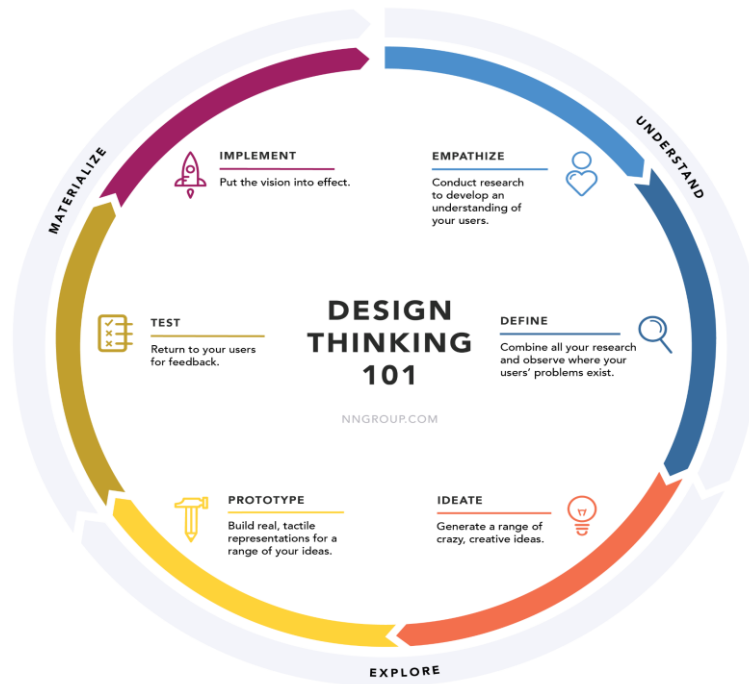 UNDERSTAND
EMPATHIZE
Conduct research
to develop an
understanding of
your users.
DEFINE
Combine all your research
and observe where your
users' problems exist.
EXPLORE
IDEATE
Generate a range of
crazy, creative ideas.
PROTOTYPE
Build real, tactile
representations for a
range of your ideas.
MATERIALIZE
TEST
Return to your users
for feedback.
IMPLEMENT
Put the vision into effect.
DESIGN
THINKING
101
NNGROUP.COM